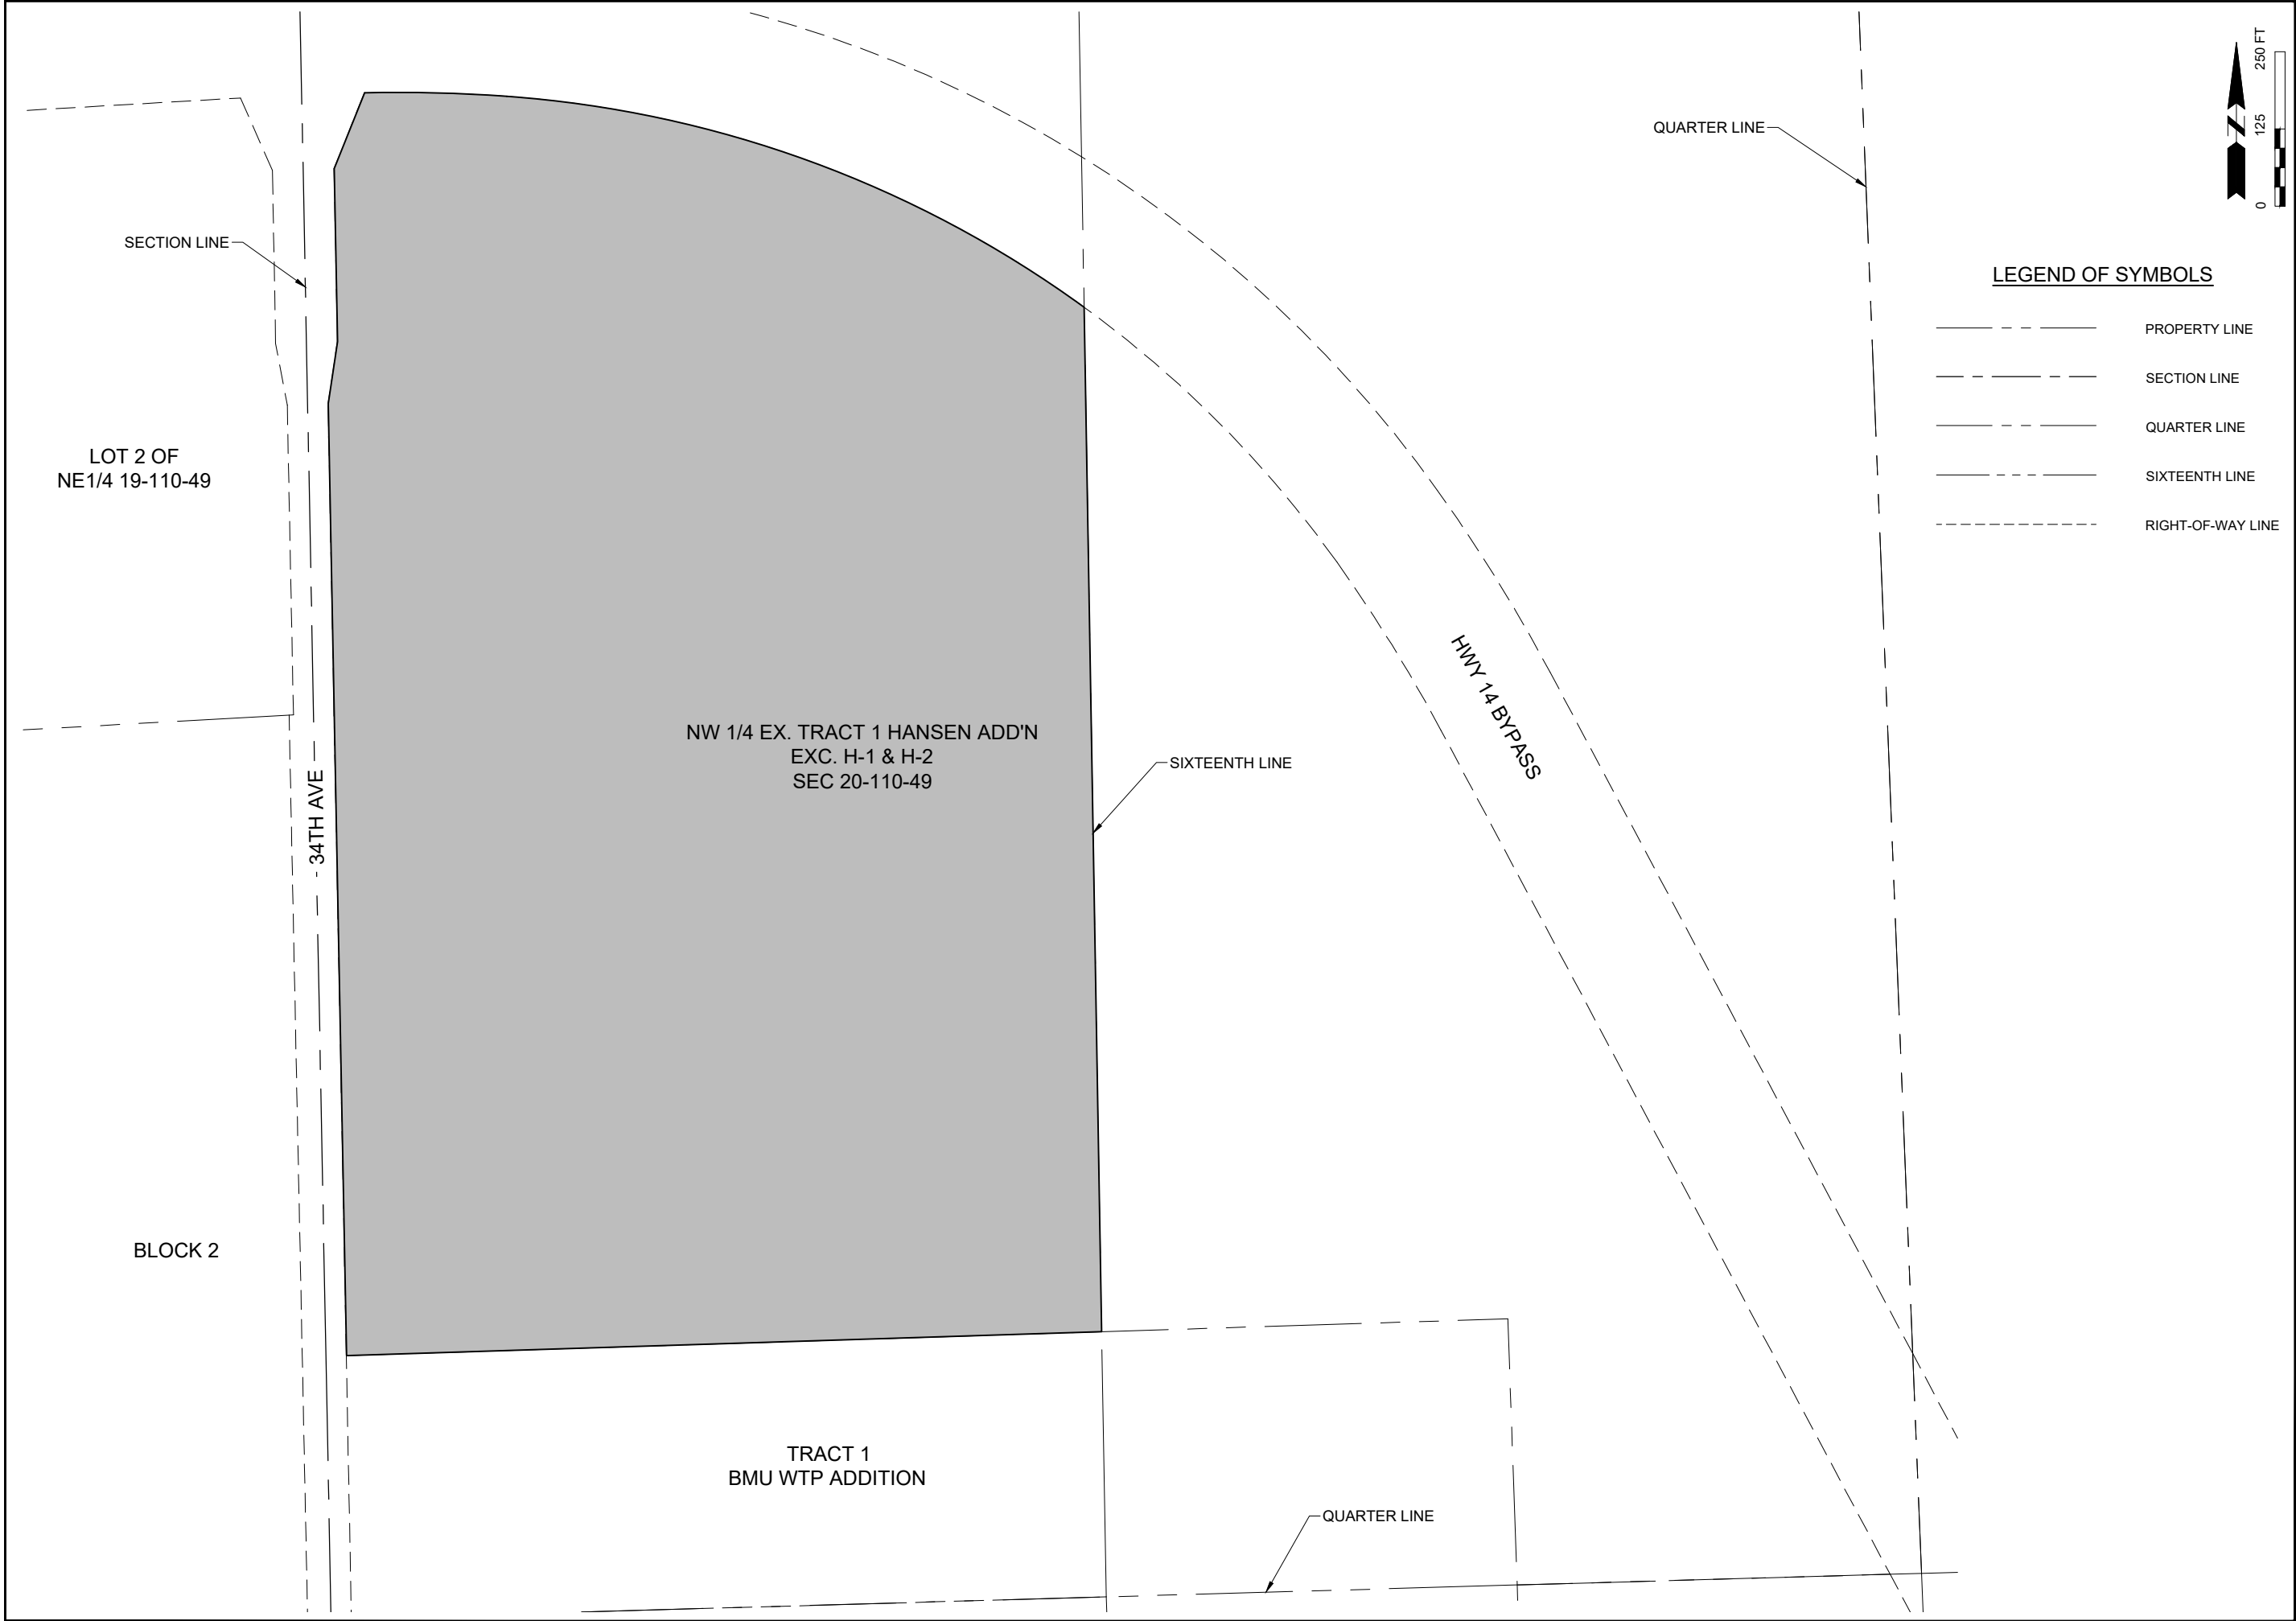 250 FT
125
0
QUARTER LINE
SECTION LINE
LEGEND OF SYMBOLS
PROPERTY LINE
SECTION LINE
QUARTER LINE
SIXTEENTH LINE
RIGHT-OF-WAY LINE
LOT 2 OF
NE1/4 19-110-49
NW 1/4 EX. TRACT 1 HANSEN ADD'N
EXC. H-1 & H-2
SEC 20-110-49
HWY 14 BYPASS
SIXTEENTH LINE
34TH AVE
BLOCK 2
TRACT 1
BMU WTP ADDITION
QUARTER LINE